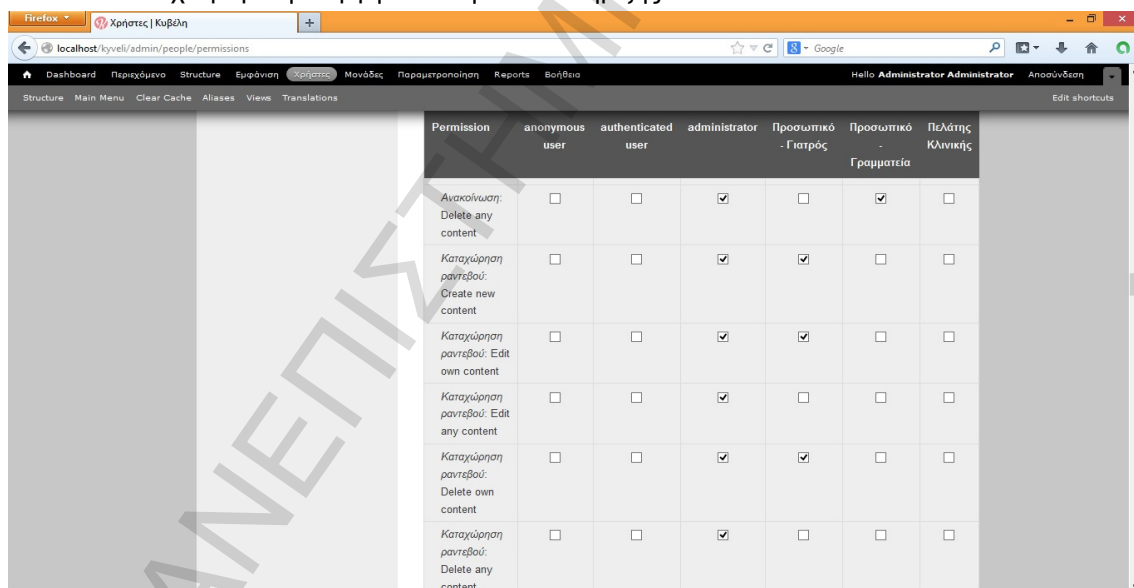 Firefox
Χρήστες | Κυβέλη
localhost/kyveli/admin/people/permissions
Google
Dashboard Περιεχόμενο Structure Εμφάνιση Χρήστες Μονάδες Παραμετροποίηση Reports Βοήθεια Hello Administrator Administrator Αποσύνδεση
Structure Main Menu Clear Cache Aliases Views Translations Edit shortcuts
Permission anonymous user authenticated user administrator Προσωπικό - Γιατρός Προσωπικό - Γραμματεία Πελάτης Κλινικής
Ανακοίνωση:
Delete any
content
Καταχώρηση
ραντεβού:
Create new
content
Καταχώρηση
ραντεβού: Edit
own content
Καταχώρηση
ραντεβού: Edit
any content
Καταχώρηση
ραντεβού:
Delete own
content
Καταχώρηση
ραντεβού:
Delete any
content